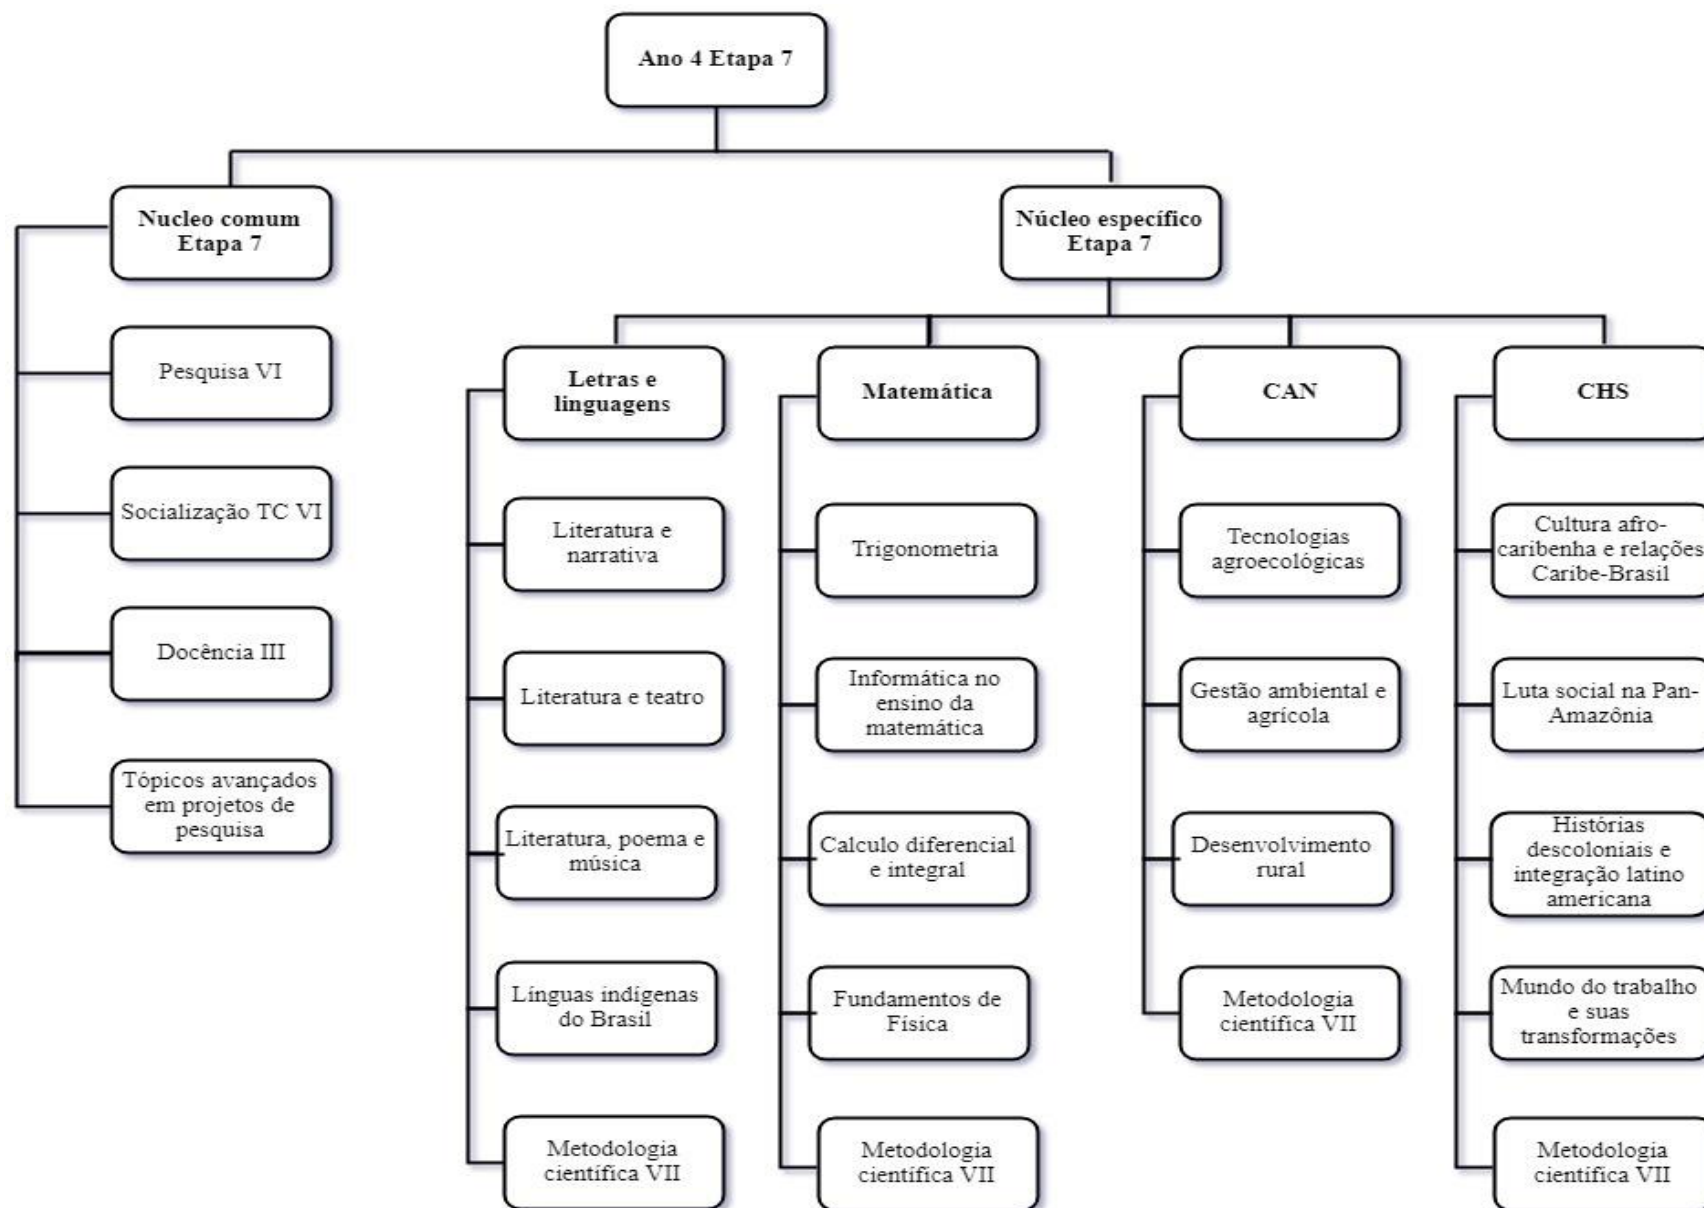 Ano 4 Etapa 7
Nucleo comum
Etapa 7
Pesquisa VI
Socialização TC VI
Docência III
Tópicos avançados
em projetos de
pesquisa
Núcleo específico
Etapa 7
Letras e
linguagens
Literatura e
narrativa
Literatura e teatro
Literatura, poema e
música
Línguas indígenas
do Brasil
Metodologia
científica VII
Matemática
Trigonometria
Informática no
ensino da
matemática
Calculo diferencial
e integral
Fundamentos de
Física
Metodologia
científica VII
CAN
Tecnologias
agroecológicas
Gestão ambiental e
agrícola
Desenvolvimento
rural
Metodologia
científica VII
CHS
Cultura afro-
caribenha e relações
Caribe-Brasil
Luta social na Pan-
Amazônia
Histórias
descoloniais e
integração latino
americana
Mundo do trabalho
e suas
transformações
Metodologia
científica VII